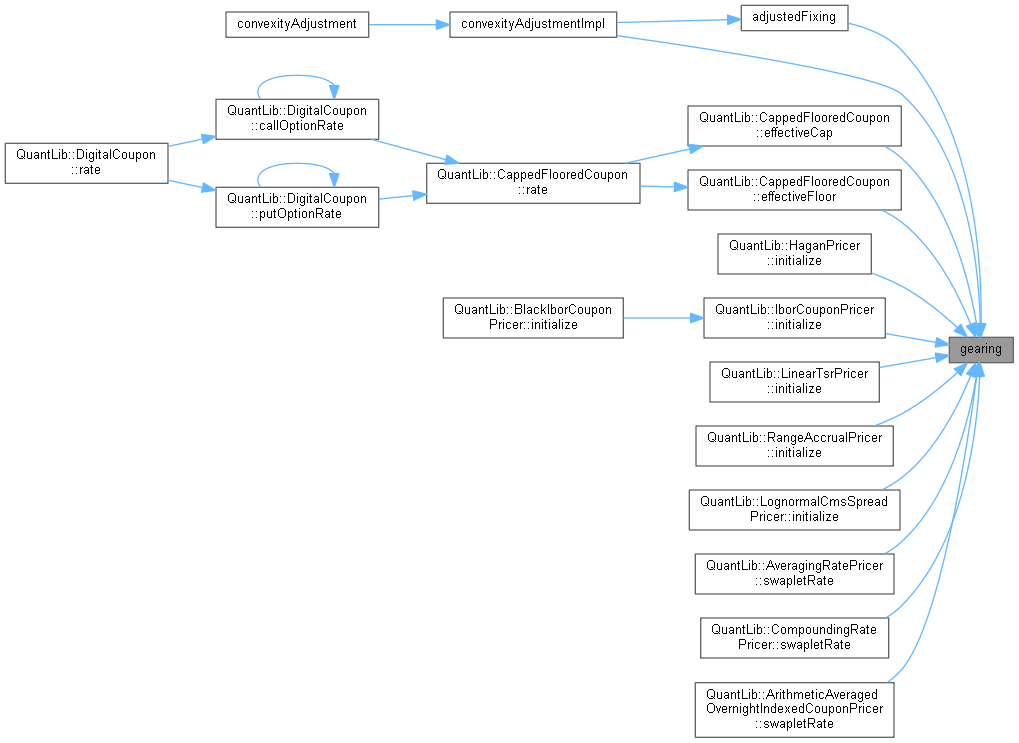 convexityAdjustment
convexityAdjustmentImpl
adjustedFixing
QuantLib::DigitalCoupon
::callOptionRate
QuantLib::CappedFlooredCoupon
::effectiveCap
QuantLib::DigitalCoupon
::rate
QuantLib::CappedFlooredCoupon
::rate
QuantLib::CappedFlooredCoupon
::effectiveFloor
QuantLib::DigitalCoupon
::putOptionRate
QuantLib::HaganPricer
::initialize
QuantLib::BlackIborCoupon
Pricer::initialize
QuantLib::IborCouponPricer
::initialize
gearing
QuantLib::LinearTsrPricer
::initialize
QuantLib::RangeAccrualPricer
::initialize
QuantLib::LognormalCmsSpread
Pricer::initialize
QuantLib::AveragingRatePricer
::swapletRate
QuantLib::CompoundingRate
Pricer::swapletRate
QuantLib::ArithmeticAveraged
OvernightIndexedCouponPricer
::swapletRate